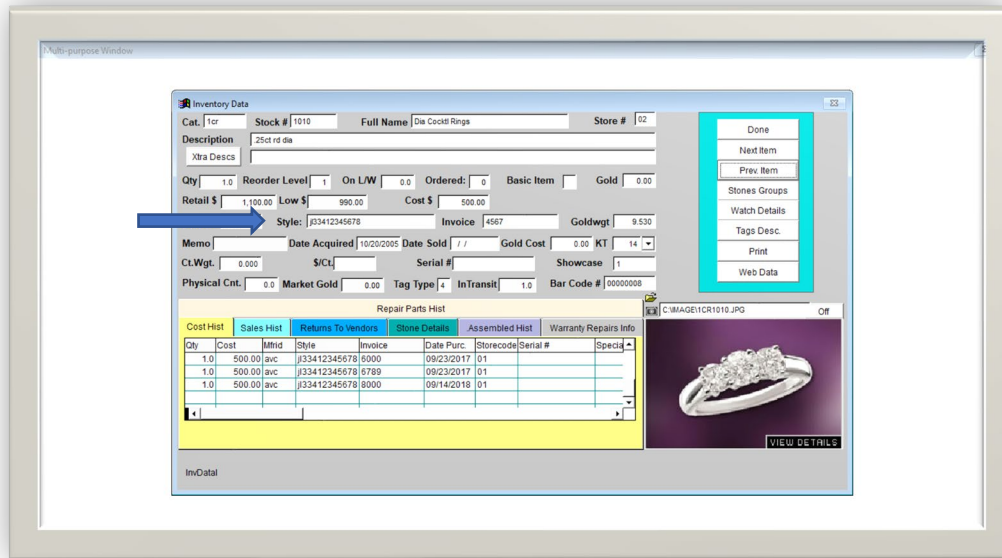 Multi-purpose Window
Inventory Data
Cat. 1cr Stock # 1010 Full Name Dia Cocktl Rings Store # 02
Description .25ct rd dia
Xtra Descs
Qty 1.0 Reorder Level 1 On L/W 0.0 Ordered: 0 Basic Item Gold 0.00
Retail $ 1,100.00 Low $ 990.00 Cost $ 500.00
Style: jl33412345678 Invoice 4567 Goldwgt 9.530
Memo Date Acquired 10/20/2005 Date Sold / / Gold Cost 0.00 KT 14
Ct.Wgt. 0.000 $/Ct. Serial # Showcase 1
Physical Cnt. 0.0 Market Gold 0.00 Tag Type 4 InTransit 1.0 Bar Code # 00000008
Done
Next Item
Prev. Item
Stones Groups
Watch Details
Tags Desc.
Print
Web Data
Repair Parts Hist
Cost Hist Sales Hist Returns To Vendors Stone Details Assembled Hist Warranty Repairs Info
Qty Cost Mfrid Style Invoice Date Purc. Storecode Serial # Specia
1.0 500.00 avc jl33412345678 6000 09/23/2017 01
1.0 500.00 avc jl33412345678 6789 09/23/2017 01
1.0 500.00 avc jl33412345678 8000 09/14/2018 01
C:\IMAGE\1CR1010.JPG Off
VIEW DETAILS
InvDataI